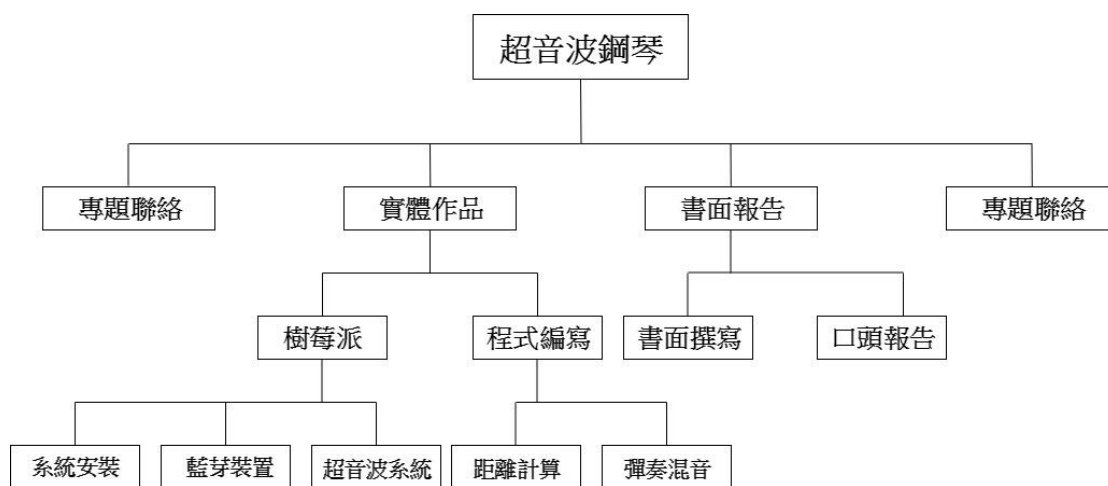 超音波鋼琴
專題聯絡
實體作品
書面報告
專題聯絡
樹莓派
程式編寫
書面撰寫
口頭報告
系統安裝
藍芽裝置
超音波系統
距離計算
彈奏混音